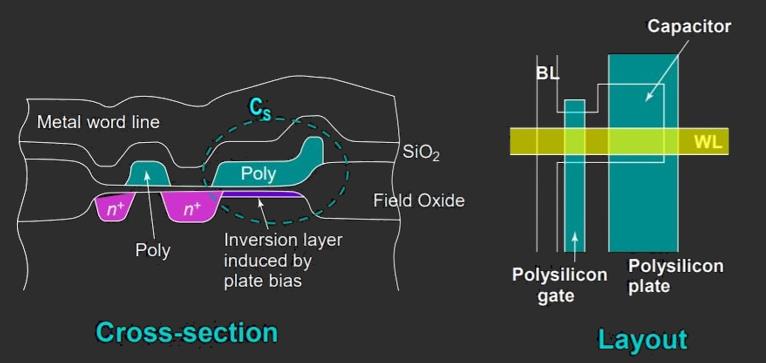 Capacitor
BL
C_S
Metal word line
WL
SiO₂
Poly
Field Oxide
n⁺
n⁺
Poly
Inversion layer
induced by
plate bias
Polysilicon
gate
Polysilicon
plate
Cross-section
Layout